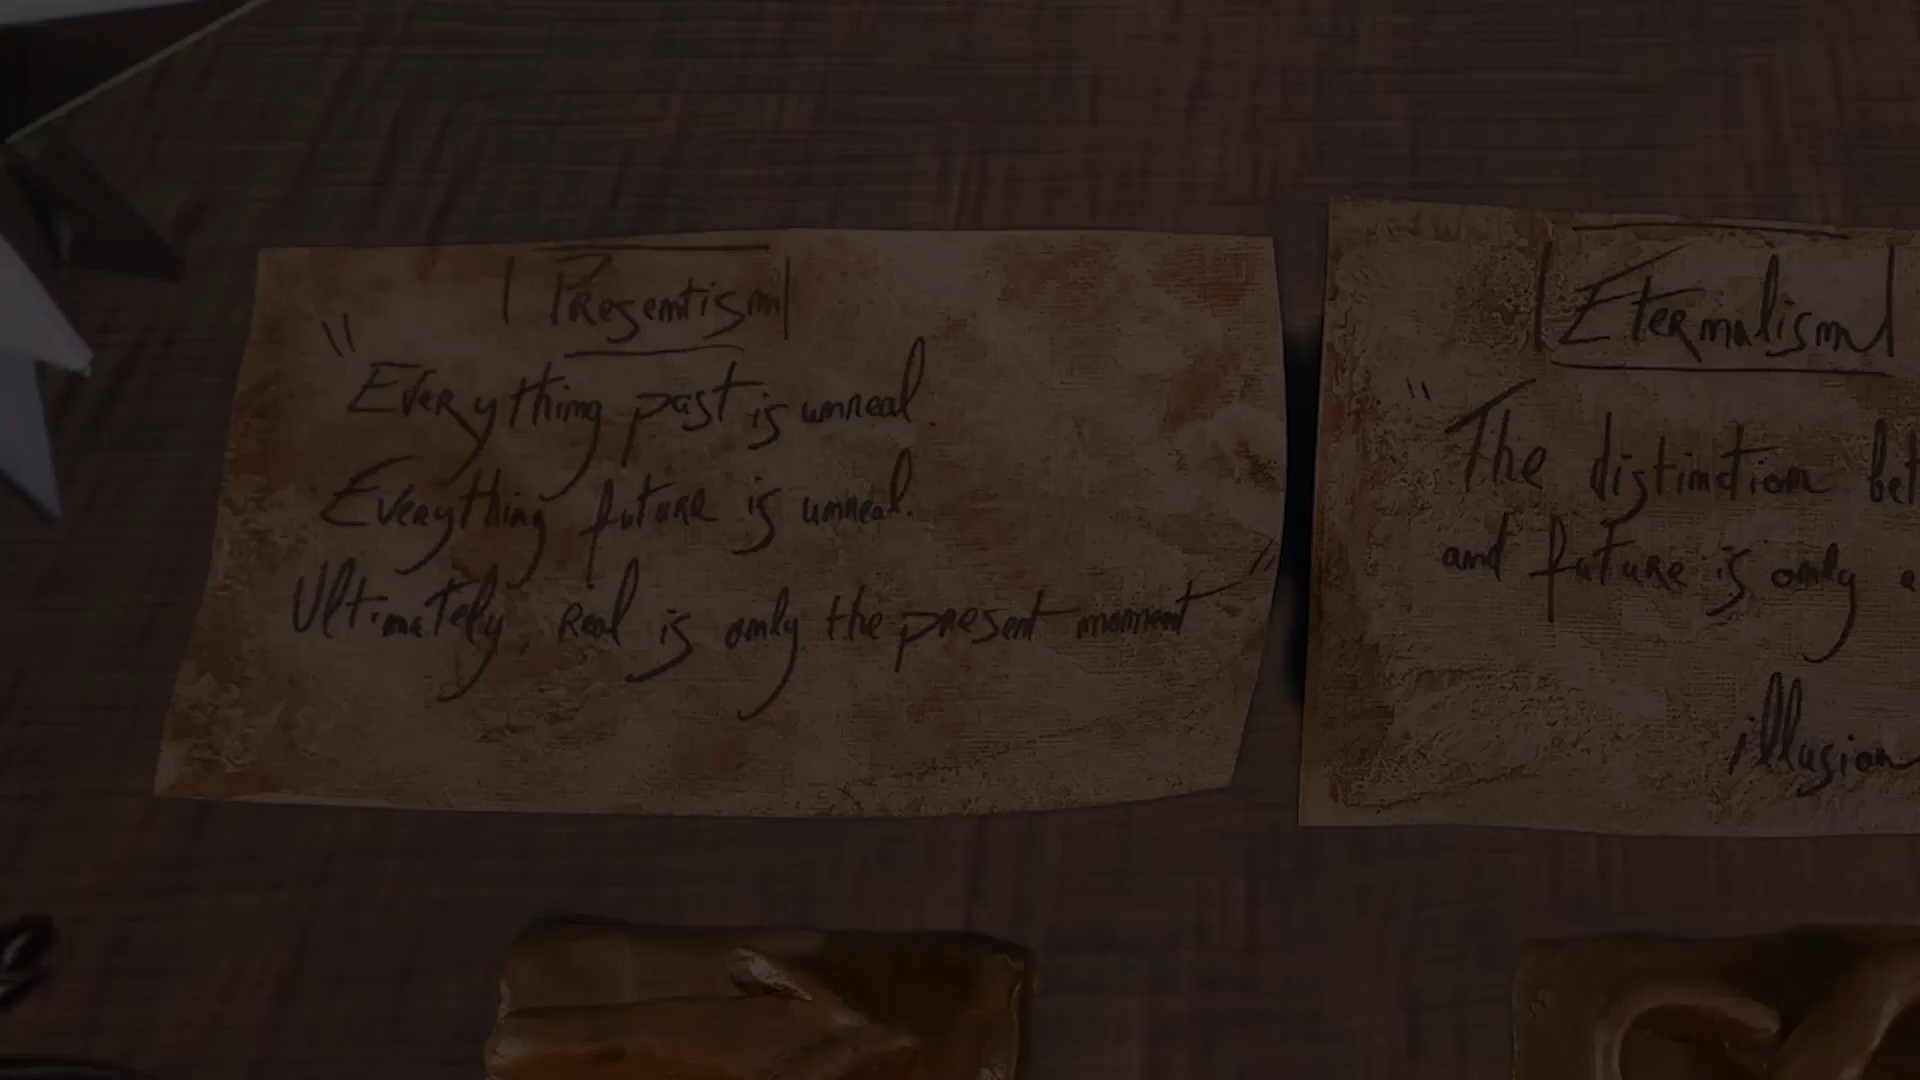 Presentism
"Everything past is unreal.
Everything future is unreal.
Ultimately, real is only the present moment"
Eternalism
"The distinction bet
and future is only a
illusion